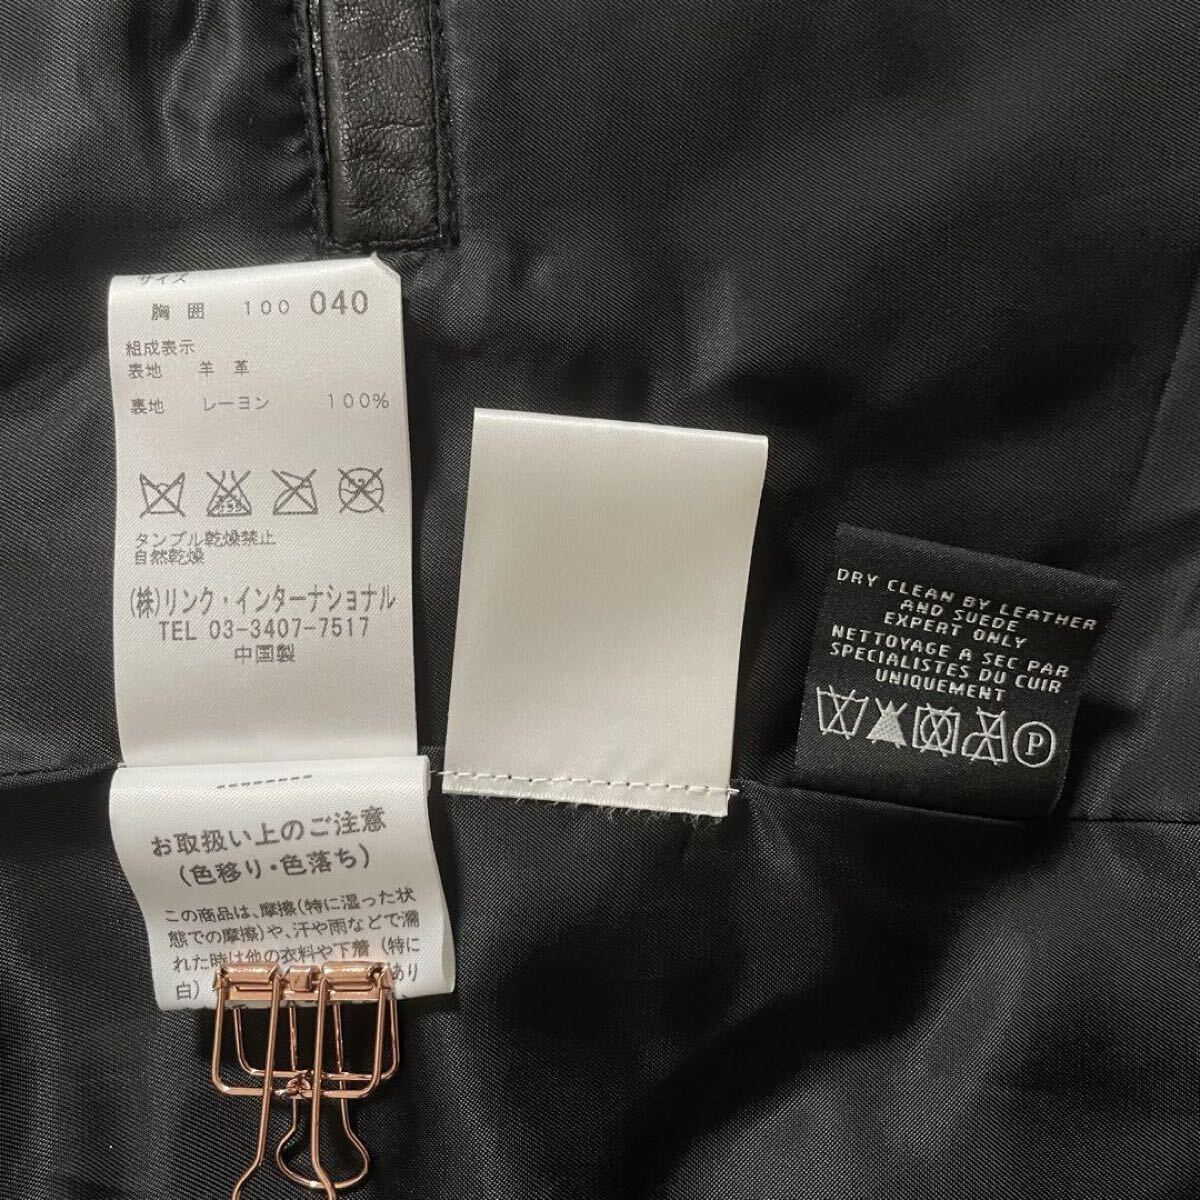 サイズ
胸囲 100 040
組成表示
表地 羊革
裏地 レーヨン 100%
タンブル乾燥禁止
自然乾燥
(株)リンク・インターナショナル
TEL 03-3407-7517
中国製
お取扱い上のご注意
(色移り・色落ち)
この商品は、摩擦(特に湿った状
態での摩擦)や、汗や雨などで濡
れた時は他の衣料や下着(特に
白)
あり
DRY CLEAN BY LEATHER
AND SUEDE
EXPERT ONLY
NETTOYAGE A SEC PAR
SPECIALISTES DU CUIR
UNIQUEMENT
P